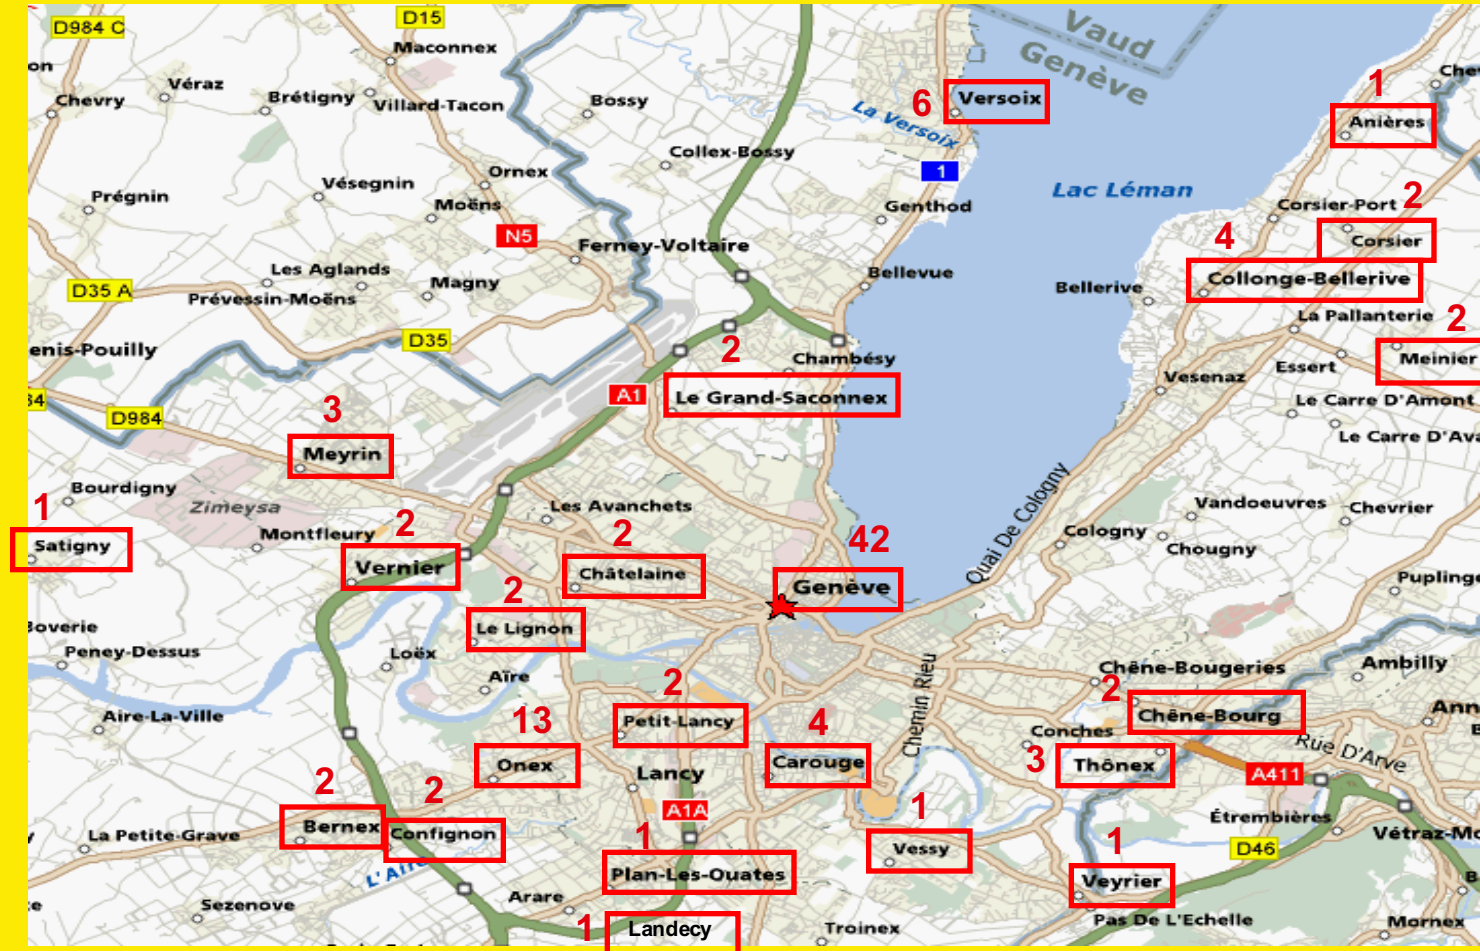 D984 C
D15
Vaud
Genève
Maconnex
Véraz
Chevry
Brétigny
Villard-Tacon
Bossy
6
Versoix
La Versoix
1
Anières
Collex-Bossy
1
Ornex
Vésegnin
Prégnin
Moëns
Genthod
Lac Léman
Corsier-Port
2
N5
Ferney-Voltaire
4
Corsier
Les Aglands
Magny
Bellevue
Collonge-Bellerive
D35 A
Prévessin-Moëns
Bellerive
La Pallanterie
2
D35
2
Chambésy
Essert
Meinier
Vesenaz
A1
Le Grand-Saconnex
Le Carre D'Amont
D984
3
Meyrin
Quai De Cologny
Bourdigny
Zimeysa
1
Satigny
Les Avanchets
Vandoeuvres
Chevrier
Montfleury
2
Vernier
2
Châtelaine
42
Genève
Cologny
Chougny
2
Le Lignon
Peney-Dessus
Loëx
Aïre
2
Petit-Lancy
Chemin Rieu
Chêne-Bougeries
Ambilly
2
Chêne-Bourg
Aire-La-Ville
13
Onex
4
Carouge
Conches
3
Thônex
Rue D'Arve
Lancy
A411
2
Bernex
2
Confignon
A1A
1
Étrembières
La Petite-Grave
1
Vessy
D46
1
Plan-Les-Ouates
Veyrier
1
Sezenove
Arare
1
Landecy
Troinex
Pas De L'Echelle
Mornex